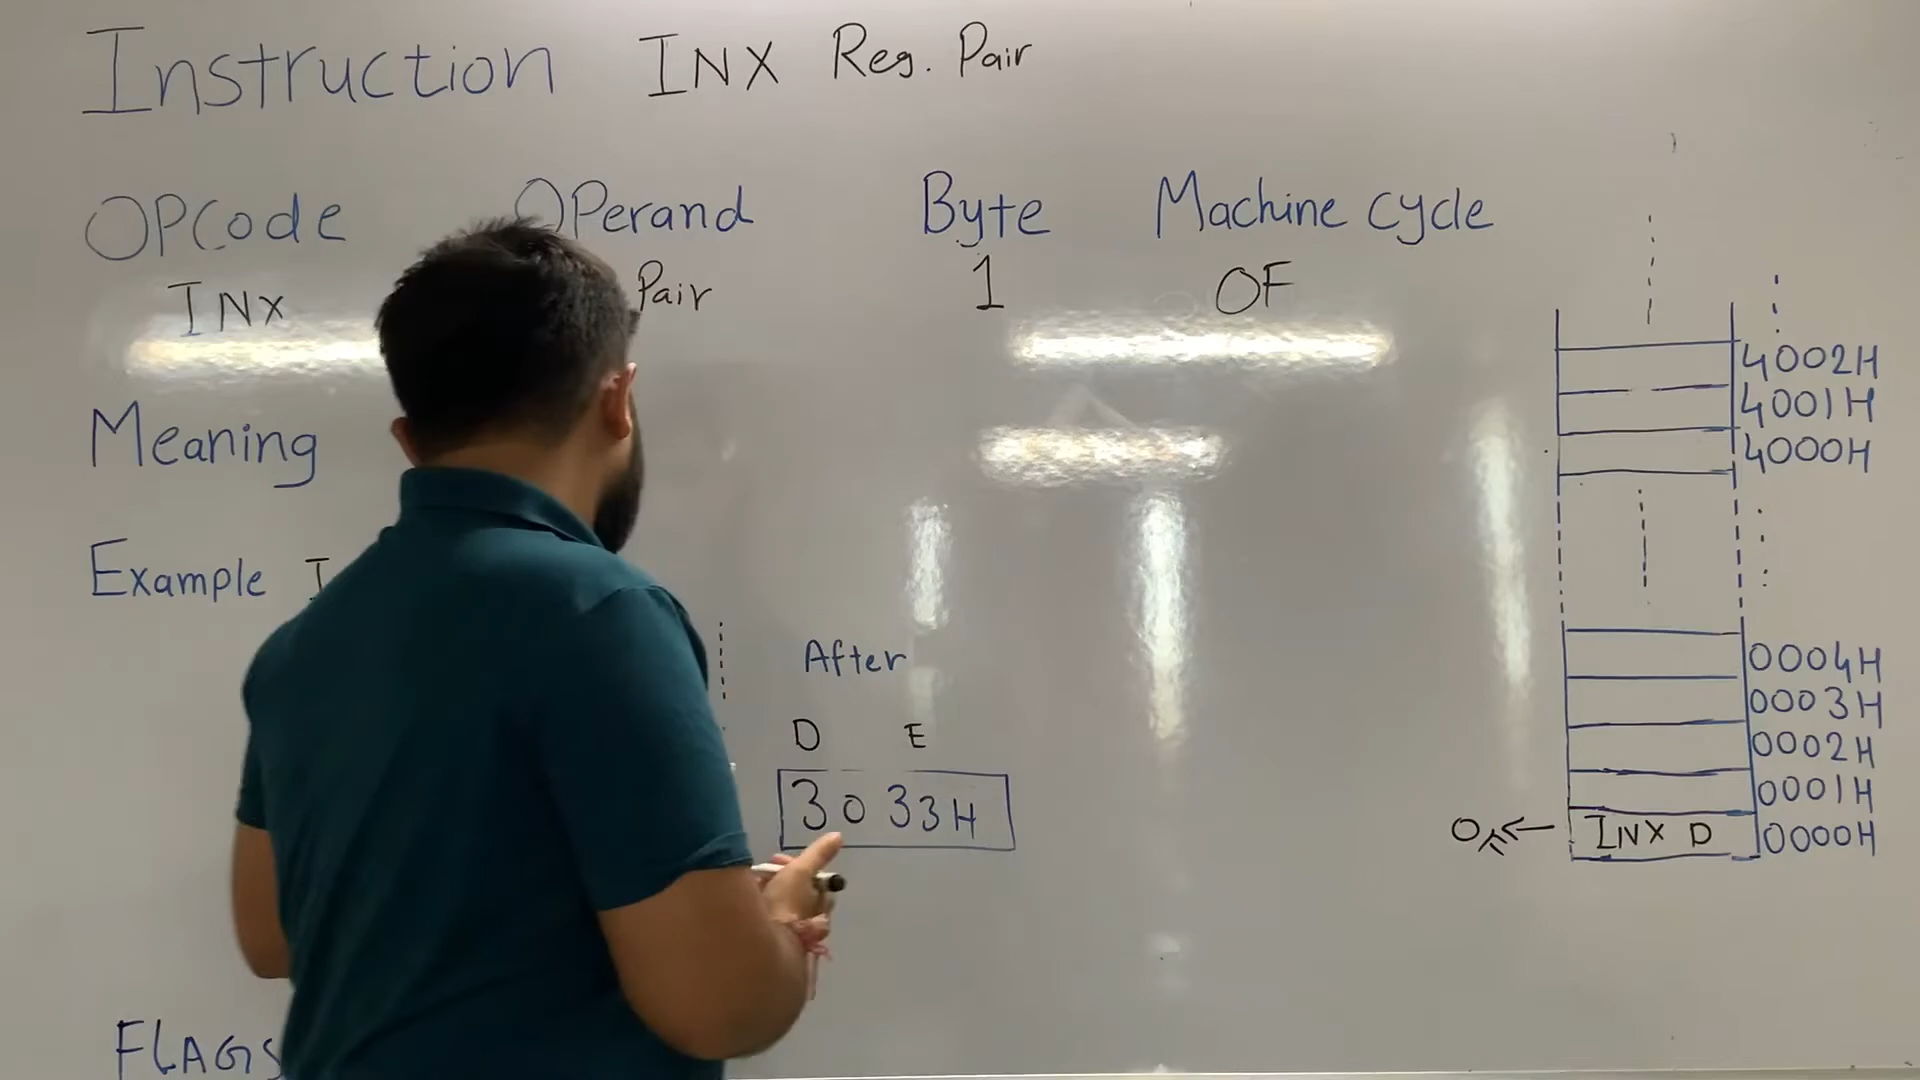 Instruction INX Reg. Pair
OPCode OPerand Byte Machine cycle
INX Pair 1 OF
4002H
4001H
4000H
Meaning
Example I
After
D E
3033H
0004H
0003H
0002H
0001H
INX D 0000H
OF
FLAGS